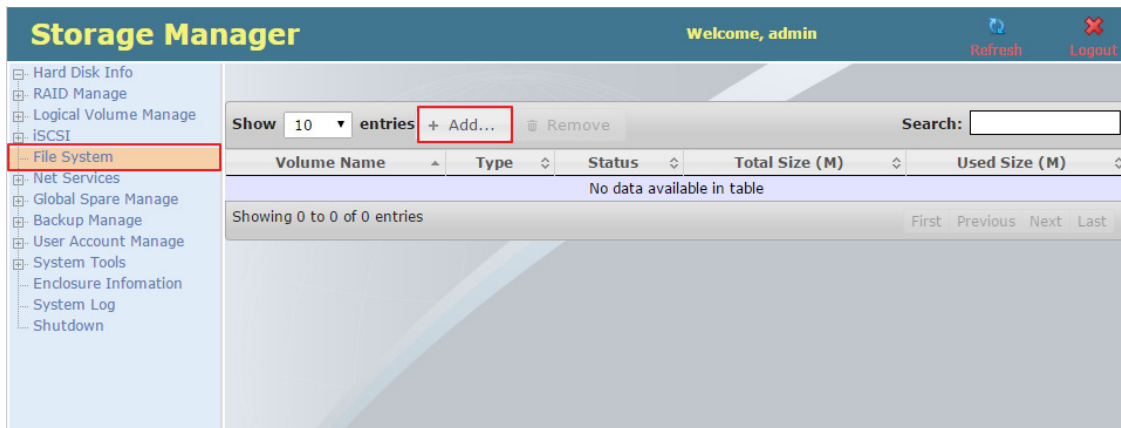 Storage Manager
Welcome, admin
Refresh
Logout
Hard Disk Info
RAID Manage
Logical Volume Manage
iSCSI
File System
Net Services
Global Spare Manage
Backup Manage
User Account Manage
System Tools
Enclosure Infomation
System Log
Shutdown
Show 10 entries + Add... Remove Search:
Volume Name Type Status Total Size (M) Used Size (M)
No data available in table
Showing 0 to 0 of 0 entries
First Previous Next Last